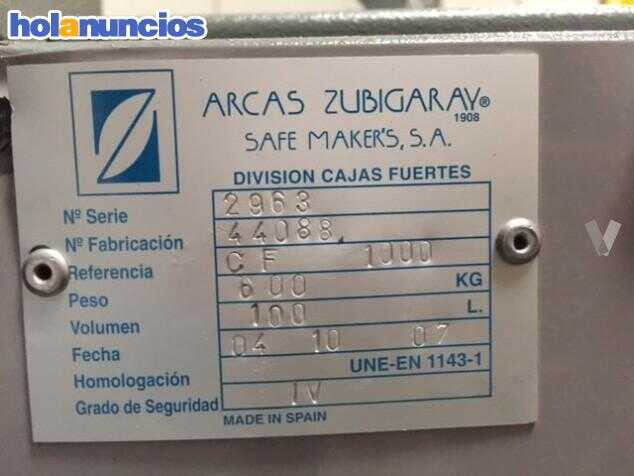 holanuncios
ARCAS ZUBIGARAY®
1908
SAFE MAKER'S, S.A.
DIVISION CAJAS FUERTES
Nº Serie 2963
Nº Fabricación 44088
Referencia CF 1000
Peso 600 KG
Volumen 100 L.
Fecha 04 10 07
Homologación UNE-EN 1143-1
Grado de Seguridad IV
MADE IN SPAIN
V